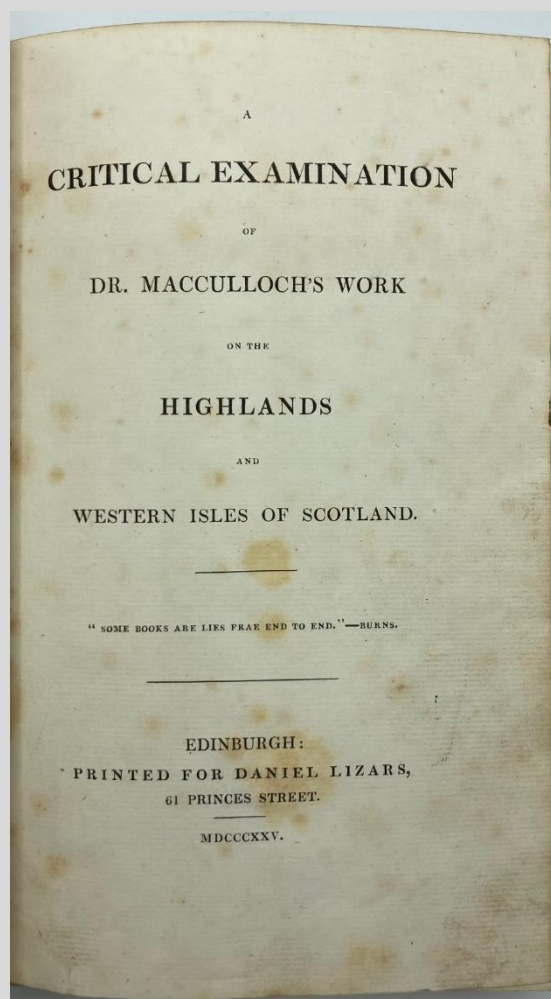 A
CRITICAL EXAMINATION
OF
DR. MACCULLOCH'S WORK
ON THE
HIGHLANDS
AND
WESTERN ISLES OF SCOTLAND.
" SOME BOOKS ARE LIES FRAE END TO END."—BURNS.
EDINBURGH:
PRINTED FOR DANIEL LIZARS,
61 PRINCES STREET.
MDCCCXXV.